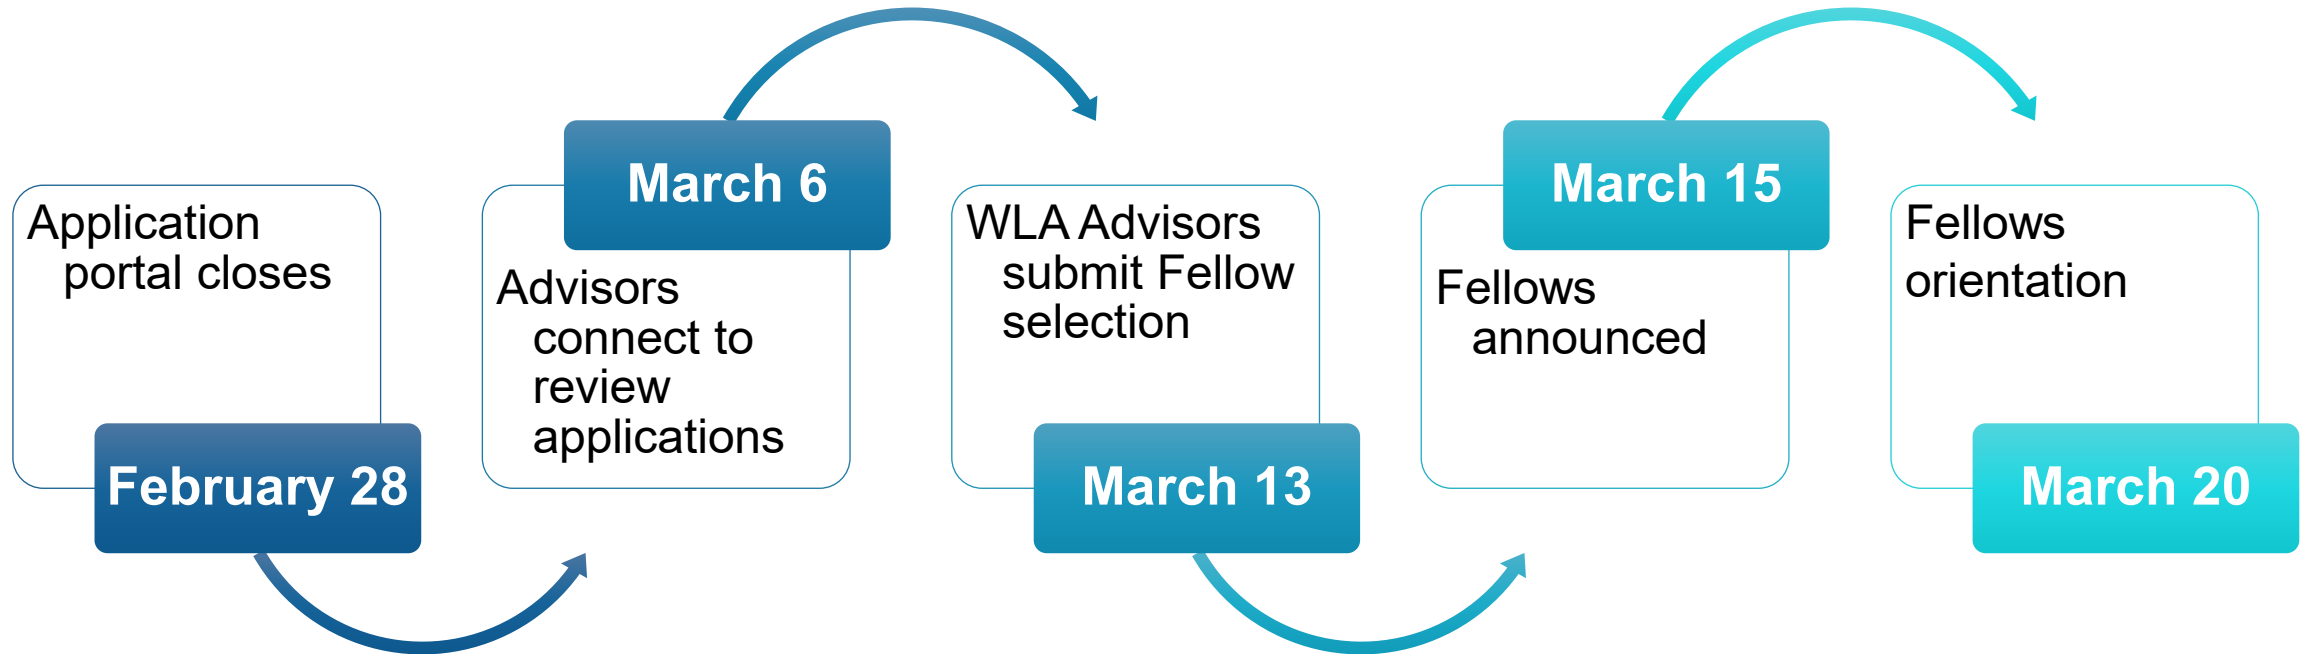 Application
portal closes
February 28
March 6
Advisors
connect to
review
applications
WLA Advisors
submit Fellow
selection
March 13
March 15
Fellows
announced
Fellows
orientation
March 20